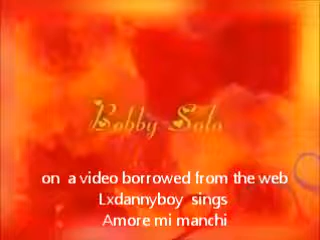 Bobby Solo
on a video borrowed from the web
Lxdannyboy sings
Amore mi manchi